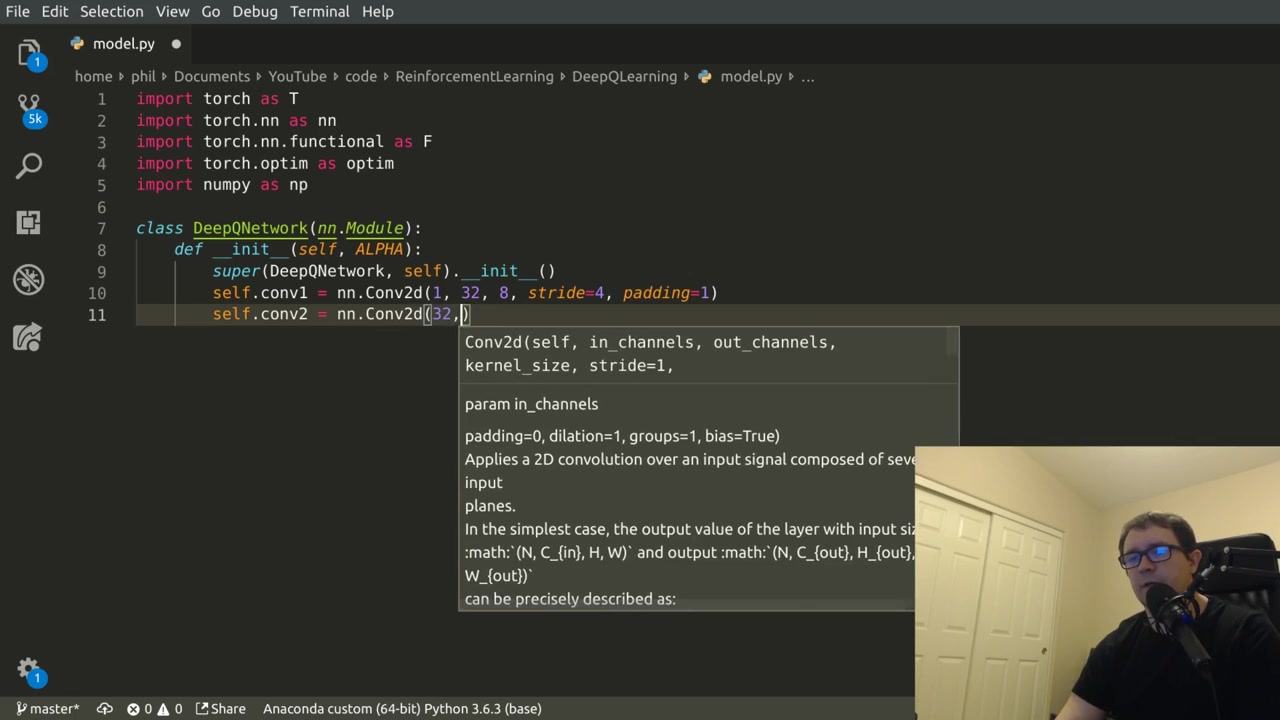 File Edit Selection View Go Debug Terminal Help
1
model.py
home phil Documents YouTube code ReinforcementLearning DeepQLearning model.py ...
5k
1 import torch as T
2 import torch.nn as nn
3 import torch.nn.functional as F
4 import torch.optim as optim
5 import numpy as np
6
7 class DeepQNetwork(nn.Module):
8 def __init__(self, ALPHA):
9 super(DeepQNetwork, self).__init__()
10 self.conv1 = nn.Conv2d(1, 32, 8, stride=4, padding=1)
11 self.conv2 = nn.Conv2d(32,)
Conv2d(self, in_channels, out_channels,
kernel_size, stride=1,
param in_channels
padding=0, dilation=1, groups=1, bias=True)
Applies a 2D convolution over an input signal composed of seve
input
planes.
In the simplest case, the output value of the layer with input siz
:math:`(N, C_{in}, H, W)` and output :math:`(N, C_{out}, H_{out},
W_{out})`
can be precisely described as:
1
master* 0 0 Share Anaconda custom (64-bit) Python 3.6.3 (base)